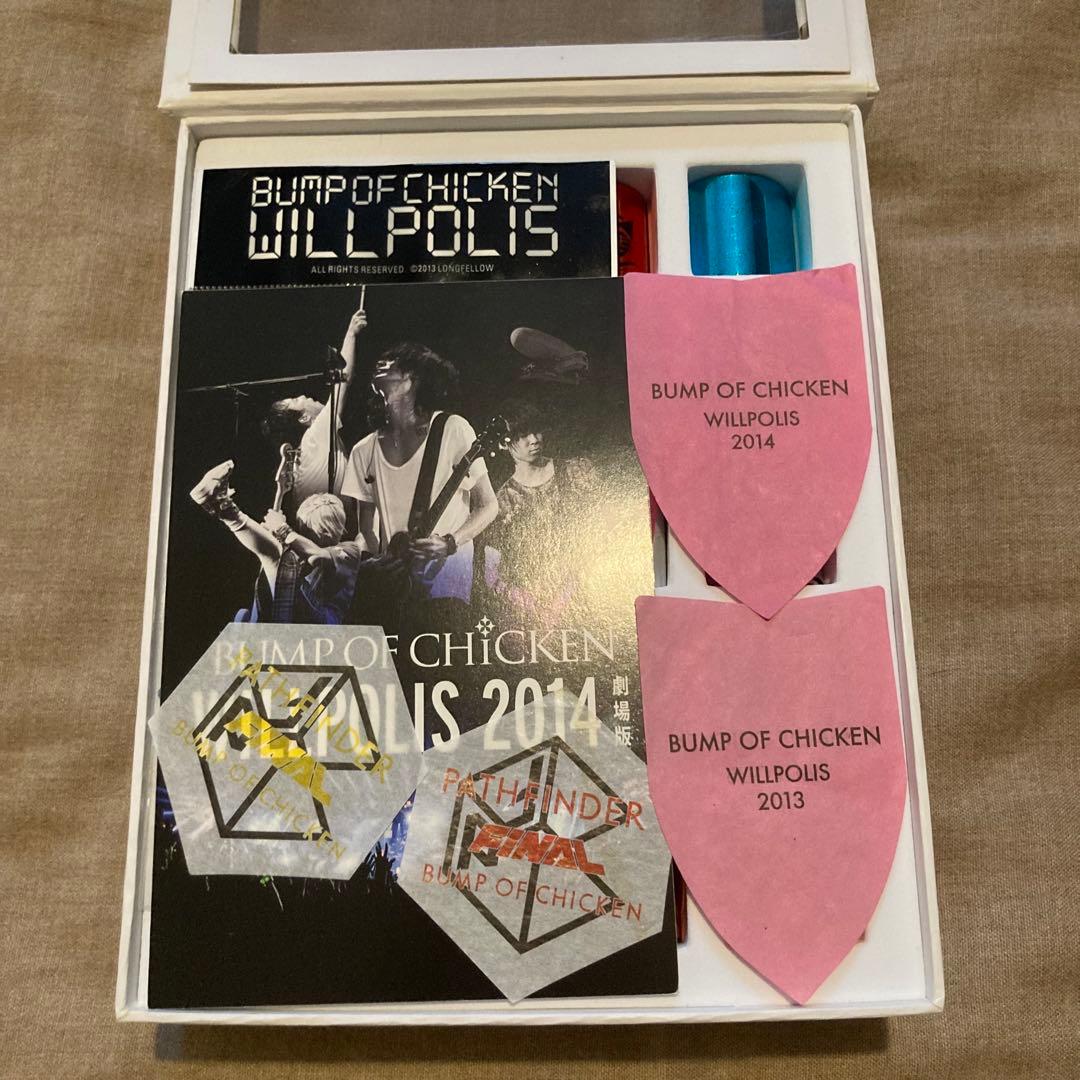 BUMP OF CHICKEN
WILLPOLIS
ALL RIGHTS RESERVED ©2013 LONGFELLOW
BUMP OF CHICKEN
WILLPOLIS
2014
BUMP OF CHiCKEN
WILLPOLIS 2014
劇場版
PATHFINDER
FINAL
BUMP OF CHICKEN
PATHFINDER
FINAL
BUMP OF CHICKEN
BUMP OF CHICKEN
WILLPOLIS
2013